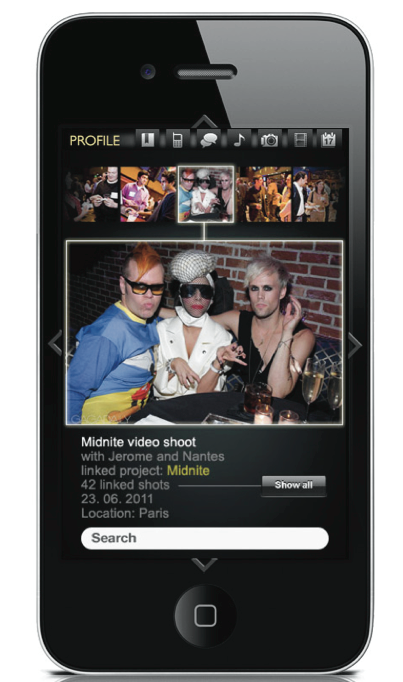 PROFILE
17
Midnite video shoot
with Jerome and Nantes
linked project: Midnite
42 linked shots
Show all
23. 06. 2011
Location: Paris
Search